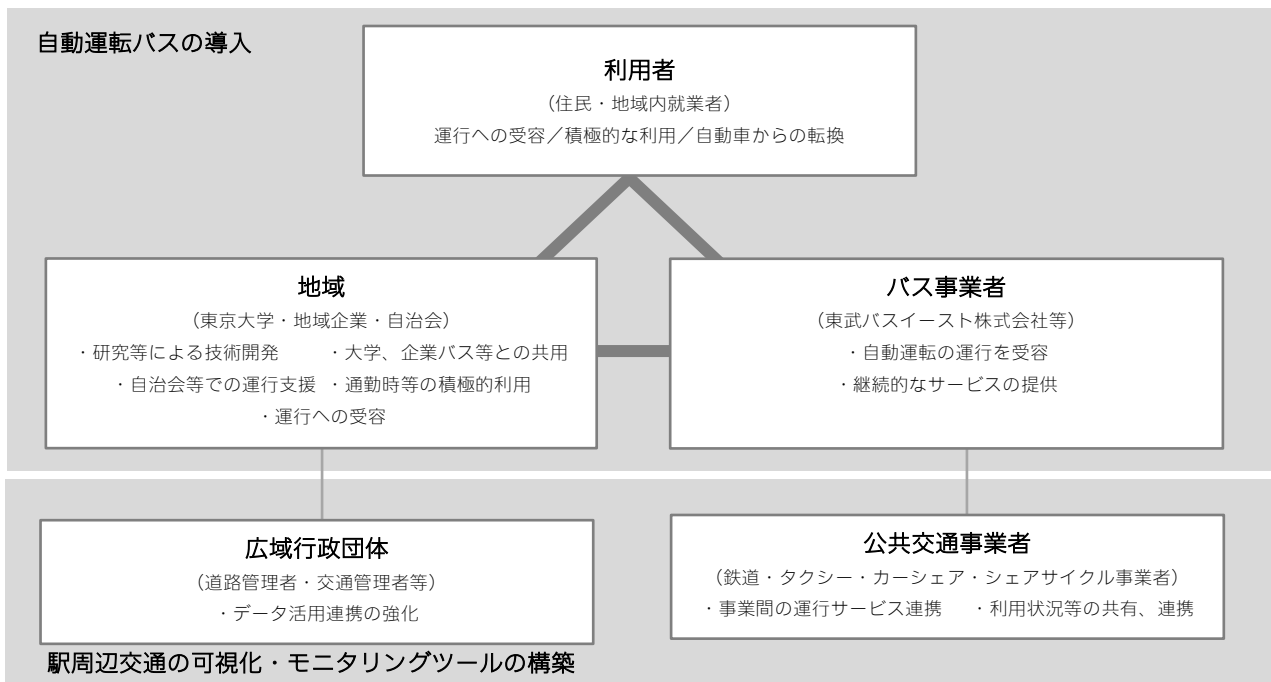 自動運転バスの導入
利用者
（住民・地域内就業者）
運行への受容／積極的な利用／自動車からの転換
地域
（東京大学・地域企業・自治会）
・研究等による技術開発　・大学、企業バス等との共用
・自治会等での運行支援　・通勤時等の積極的利用
・運行への受容
バス事業者
（東武バスイースト株式会社等）
・自動運転の運行を受容
・継続的なサービスの提供
広域行政団体
（道路管理者・交通管理者等）
・データ活用連携の強化
公共交通事業者
（鉄道・タクシー・カーシェア・シェアサイクル事業者）
・事業間の運行サービス連携　・利用状況等の共有、連携
駅周辺交通の可視化・モニタリングツールの構築